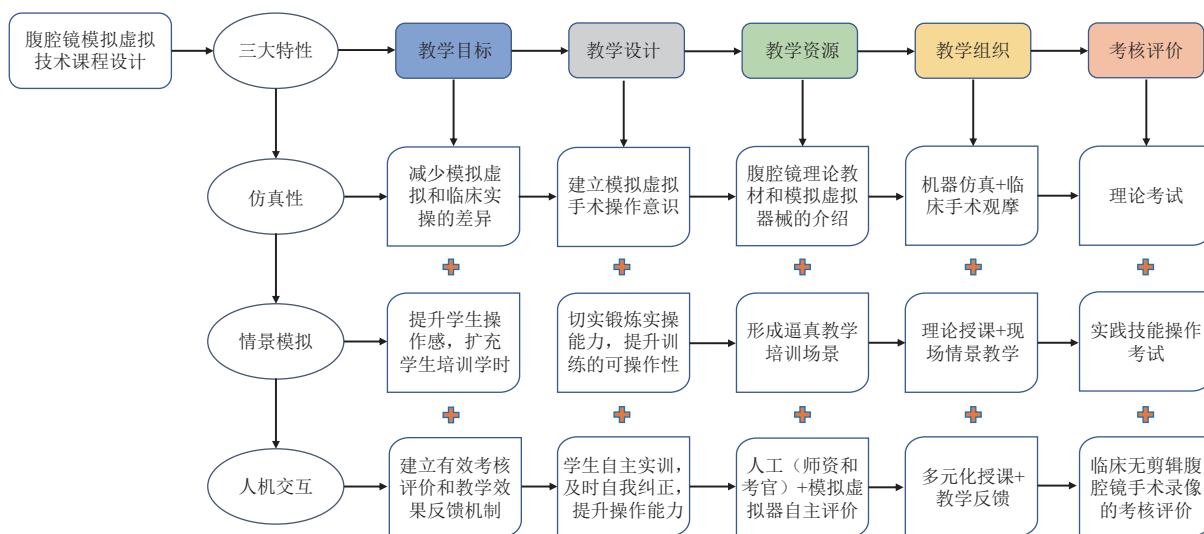 腹腔镜模拟虚拟
技术课程设计
三大特性
教学目标
教学设计
教学资源
教学组织
考核评价
仿真性
减少模拟虚
拟和临床实
操的差异
建立模拟虚拟
手术操作意识
腹腔镜理论教
材和模拟虚拟
器械的介绍
机器仿真+临
床手术观摩
理论考试
情景模拟
提升学生操
作感，扩充
学生培训学时
切实锻炼实操
能力，提升训
练的可操作性
形成逼真教学
培训场景
理论授课+现
场情景教学
实践技能操作
考试
人机交互
建立有效考核
评价和教学效
果反馈机制
学生自主实训，
及时自我纠正，
提升操作能力
人工（师资和
考官）+模拟虚
拟器自主评价
多元化授课+
教学反馈
临床无剪辑腹
腔镜手术录像
的考核评价